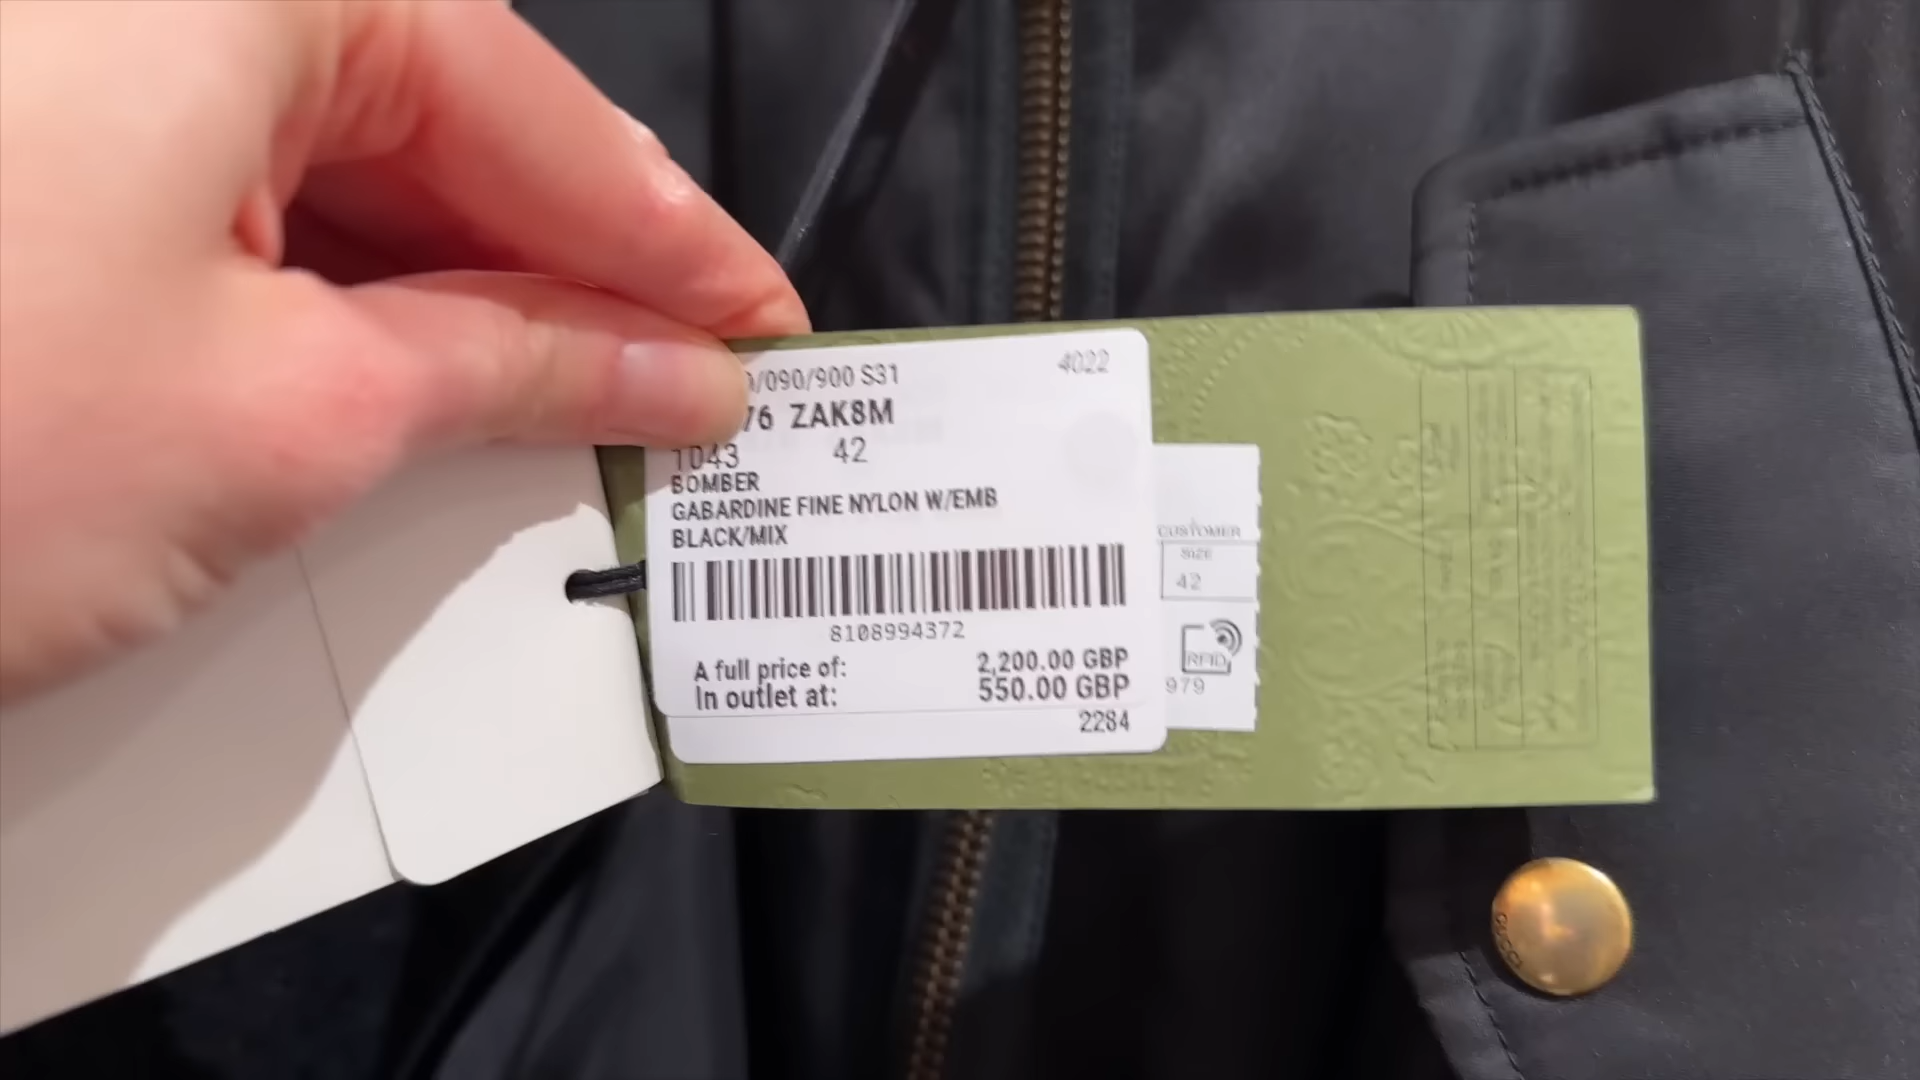 /090/900 S31 4022
76 ZAK8M
1043 42
BOMBER
GABARDINE FINE NYLON W/EMB
BLACK/MIX
8108994372
A full price of: 2,200.00 GBP
In outlet at: 550.00 GBP
2284
CUSTOMER
SIZE
42
RFID
979
GUCCI